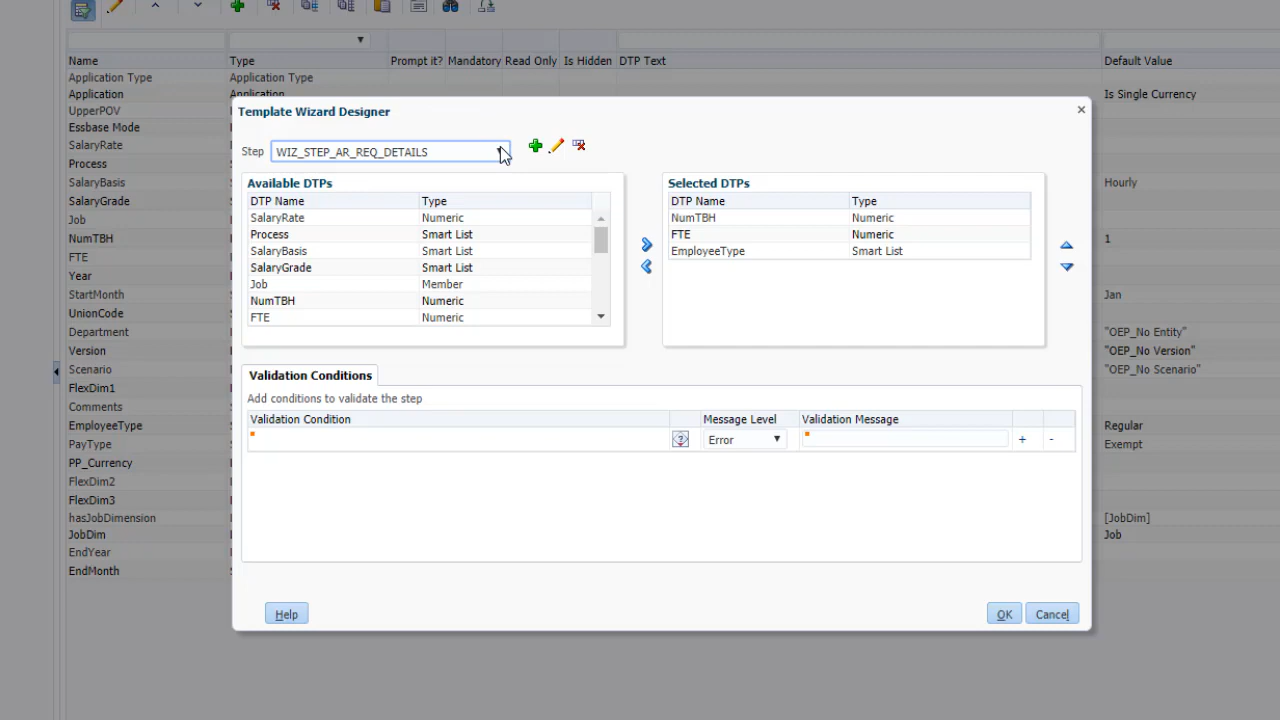 Name Type Prompt it? Mandatory Read Only Is Hidden DTP Text Default Value
Application Type Application Type
Application Application Is Single Currency
UpperPOV
Essbase Mode
SalaryRate
Process
SalaryBasis Hourly
SalaryGrade
Job
NumTBH 1
FTE
Year
StartMonth Jan
UnionCode
Department "OEP_No Entity"
Version "OEP_No Version"
Scenario "OEP_No Scenario"
FlexDim1
Comments
EmployeeType Regular
PayType Exempt
PP_Currency
FlexDim2
FlexDim3
hasJobDimension [JobDim]
JobDim Job
EndYear
EndMonth
Template Wizard Designer
Step WIZ_STEP_AR_REQ_DETAILS
Available DTPs
DTP Name Type
SalaryRate Numeric
Process Smart List
SalaryBasis Smart List
SalaryGrade Smart List
Job Member
NumTBH Numeric
FTE Numeric
Selected DTPs
DTP Name Type
NumTBH Numeric
FTE Numeric
EmployeeType Smart List
Validation Conditions
Add conditions to validate the step
Validation Condition Message Level Validation Message
Error + -
Help OK Cancel